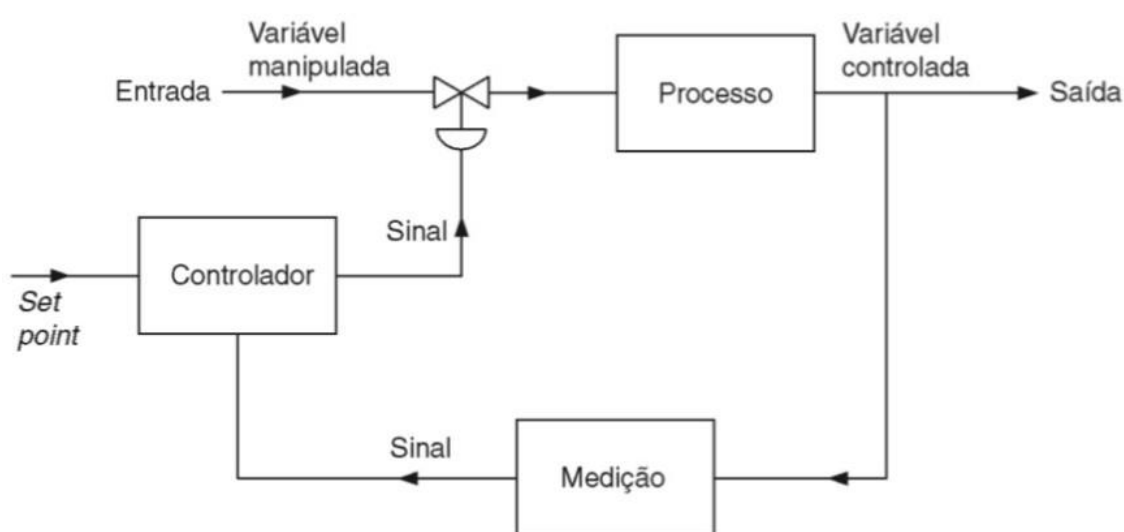 Variável
manipulada
Variável
controlada
Entrada
Processo
Saída
Sinal
Controlador
Set
point
Sinal
Medição